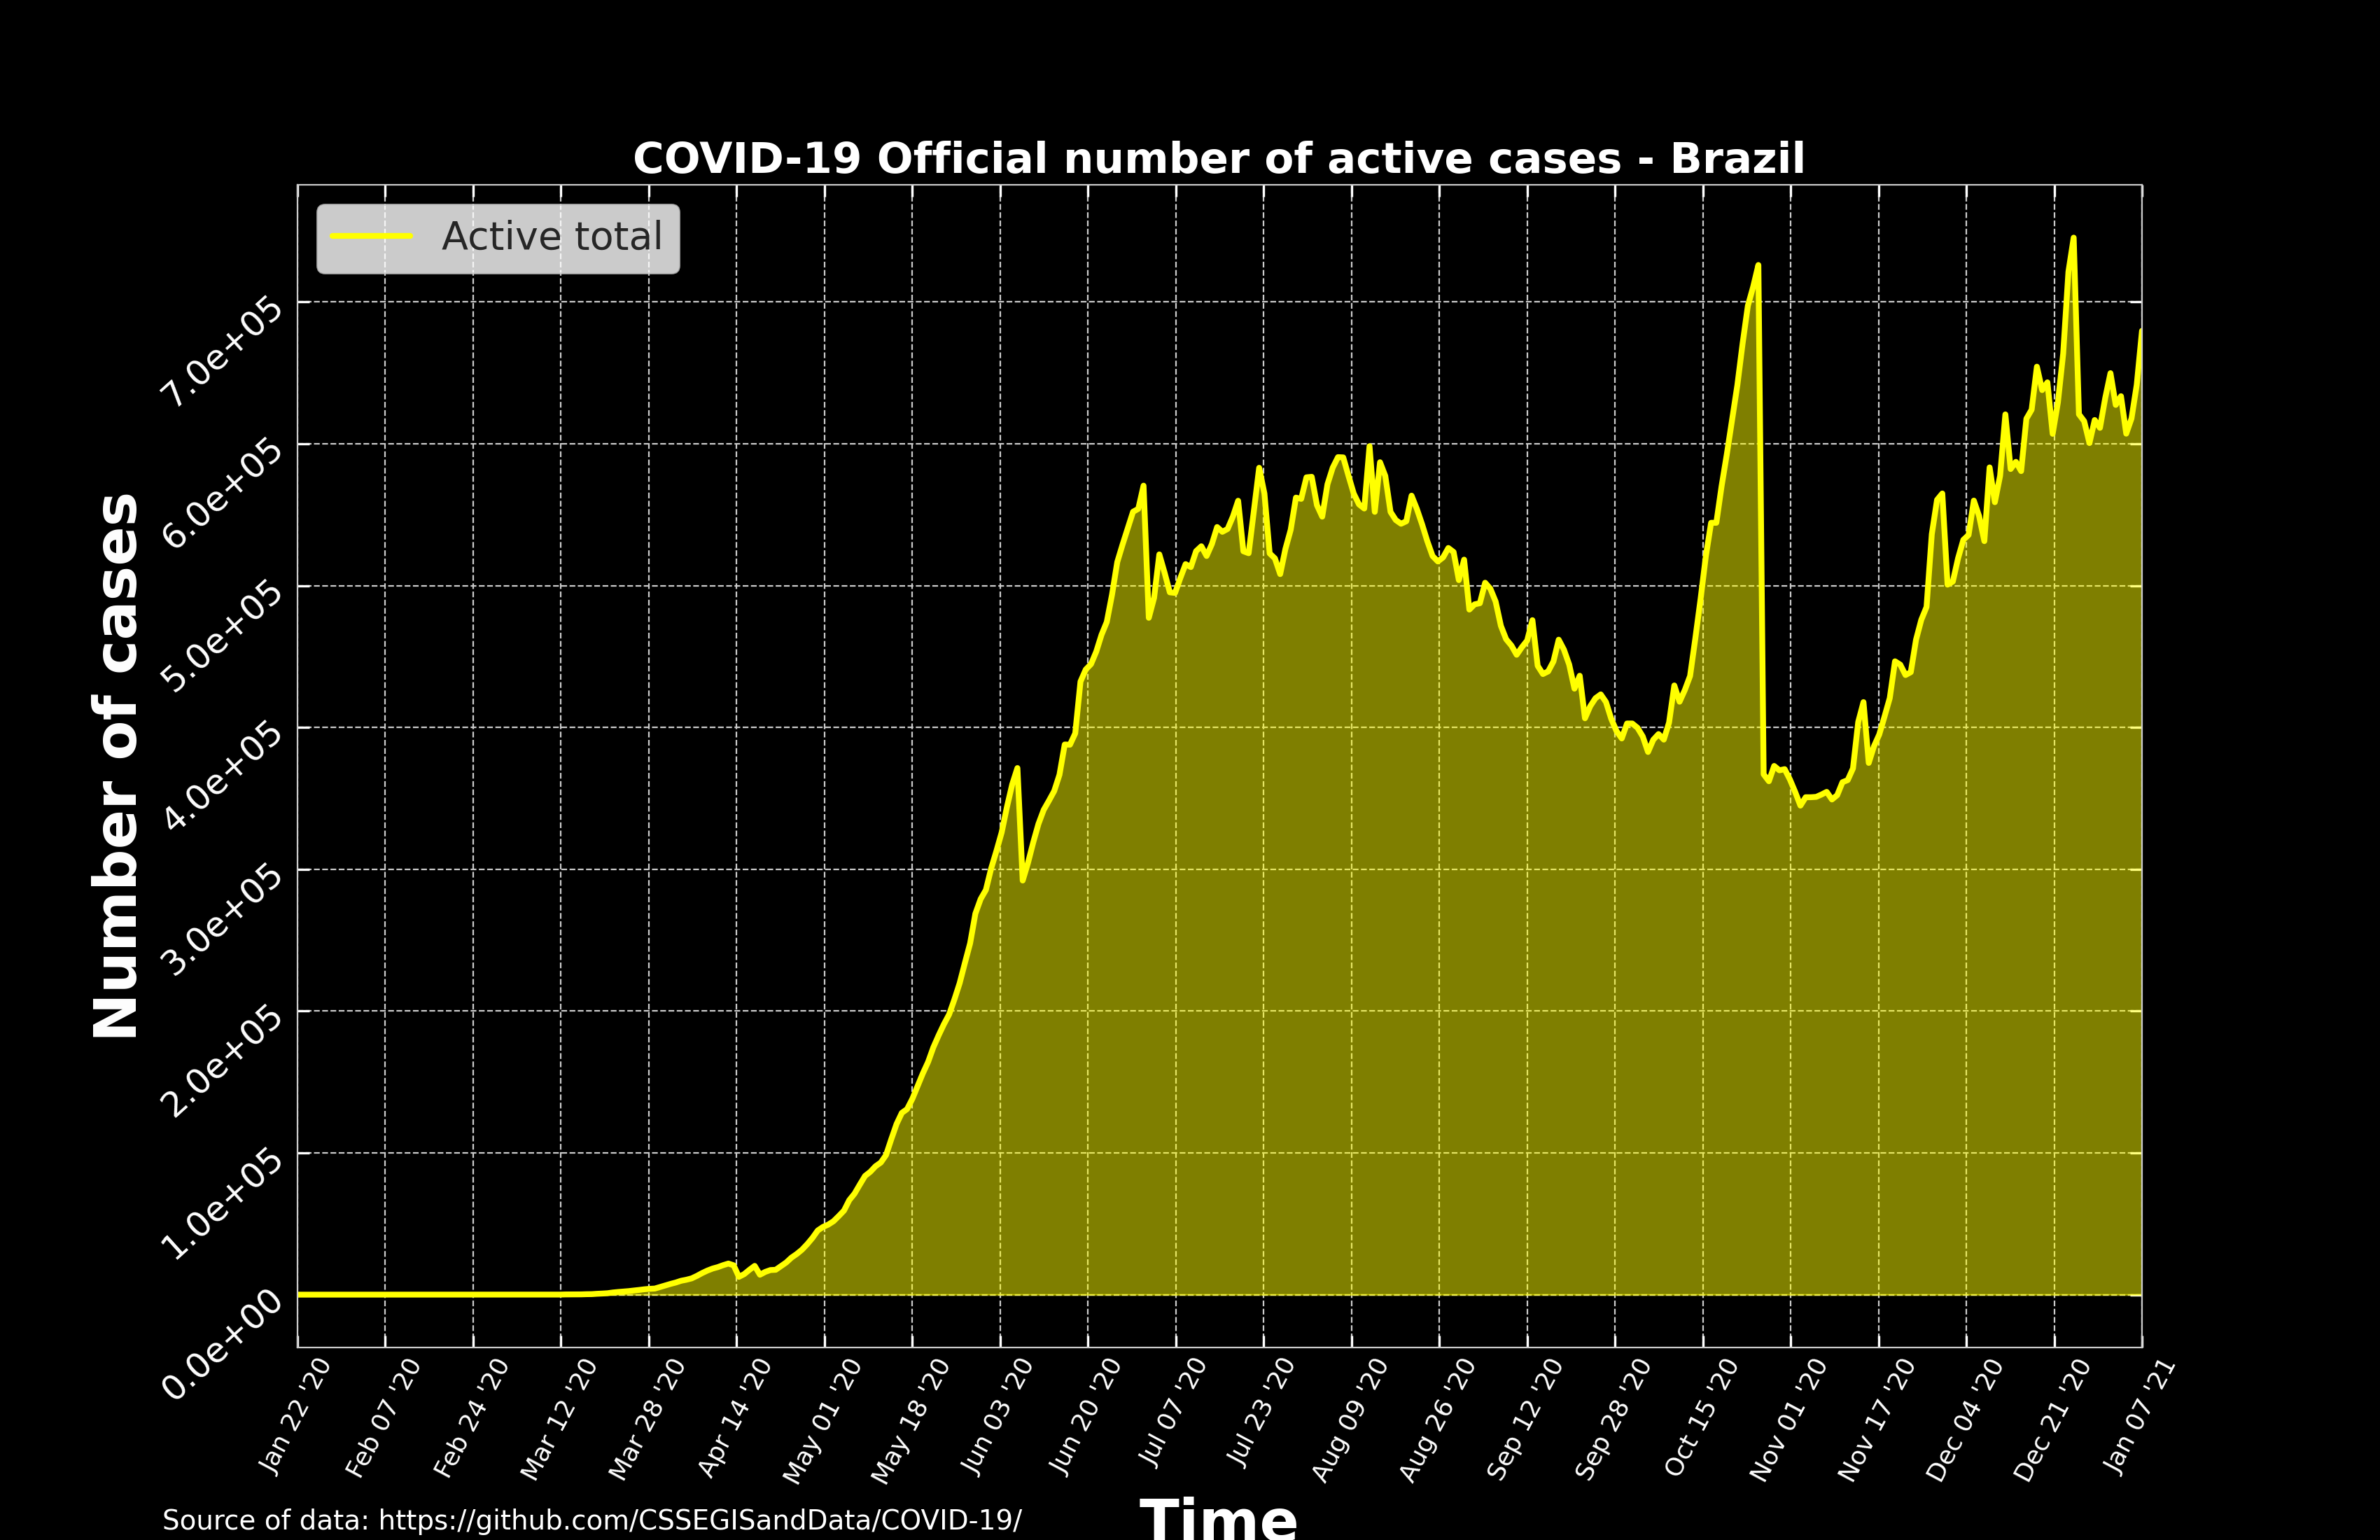 COVID-19 Official number of active cases - Brazil
Active total
Number of cases
7.0e+05
6.0e+05
5.0e+05
4.0e+05
3.0e+05
2.0e+05
1.0e+05
0.0e+00
Jan 22 '20
Feb 07 '20
Feb 24 '20
Mar 12 '20
Mar 28 '20
Apr 14 '20
May 01 '20
May 18 '20
Jun 03 '20
Jun 20 '20
Jul 07 '20
Jul 23 '20
Aug 09 '20
Aug 26 '20
Sep 12 '20
Sep 28 '20
Oct 15 '20
Nov 01 '20
Nov 17 '20
Dec 04 '20
Dec 21 '20
Jan 07 '21
Time
Source of data: https://github.com/CSSEGISandData/COVID-19/